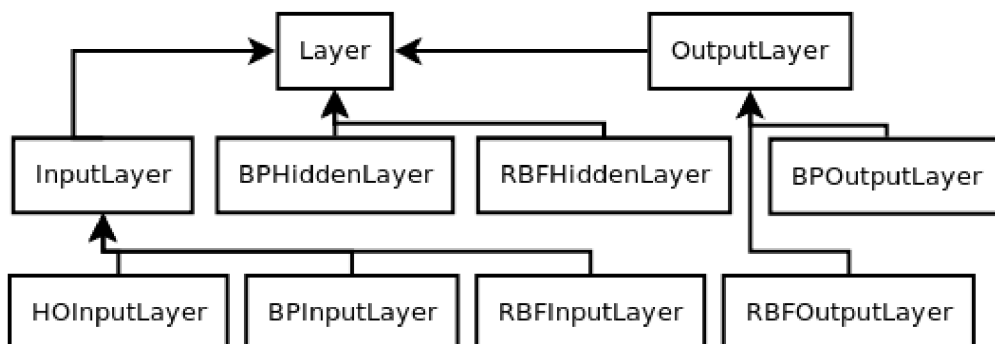 Layer
OutputLayer
InputLayer
BPHiddenLayer
RBFHiddenLayer
BPOutputLayer
HOInputLayer
BPInputLayer
RBFInputLayer
RBFOutputLayer